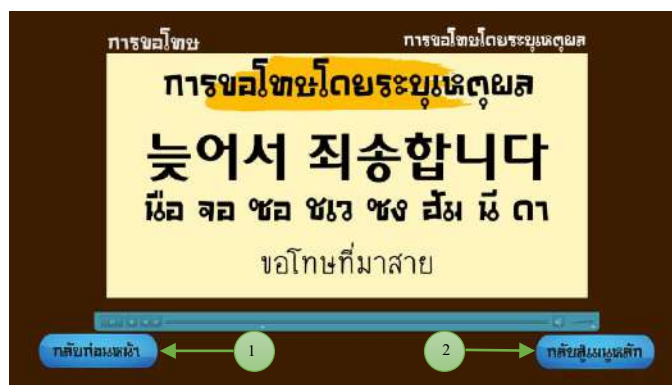 การขอโทษ
การขอโทษโดยระบุเหตุผล
การขอโทษโดยระบุเหตุผล
늦어서 죄송합니다
นือ จอ ซอ ชเว ซง ฮัม นี ดา
ขอโทษที่มาสาย
กลับก่อนหน้า
1
2
กลับสู่เมนูหลัก